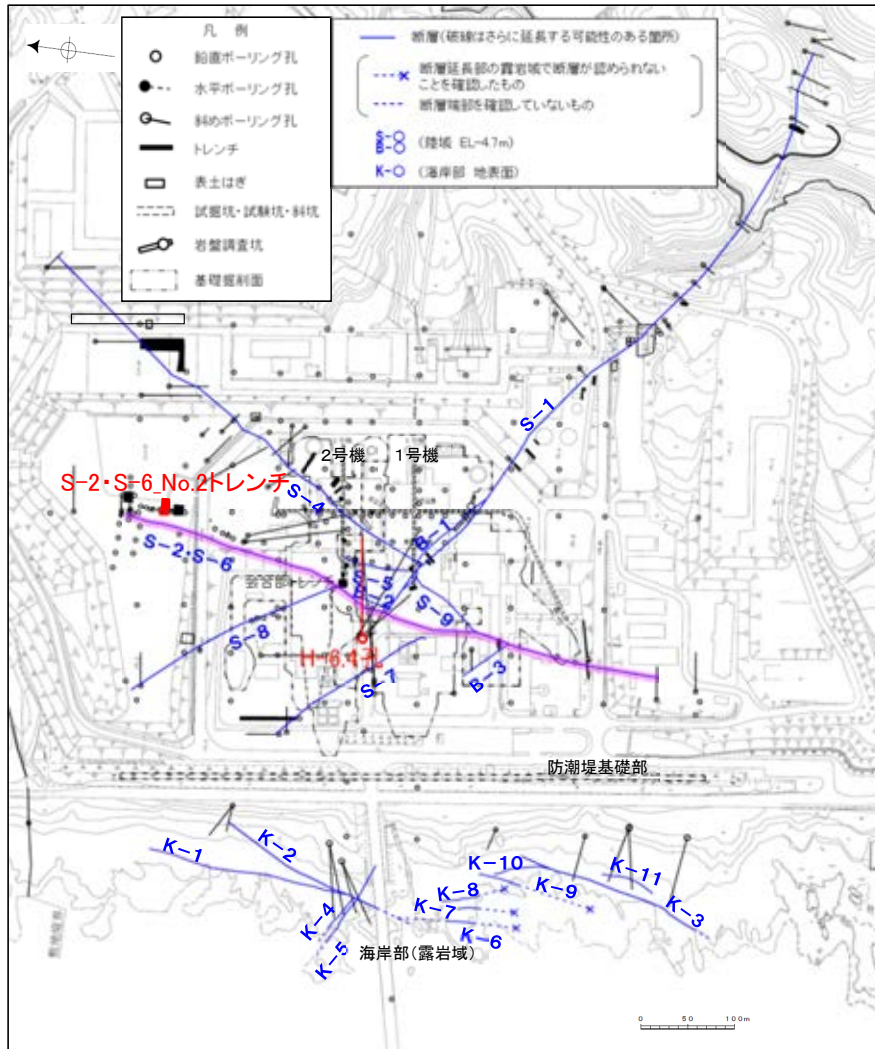 凡 例
鉛直ボーリング孔
水平ボーリング孔
斜めボーリング孔
トレンチ
表土はぎ
試掘坑・試験坑・斜坑
岩盤調査坑
基礎掘削面
断層(破線はさらに延長する可能性のある箇所)
断層延長部の露岩域で断層が認められない
ことを確認したもの
断層端部を確認していないもの
S-○
B-○
(陸域 EL-4.7m)
K-○
(海岸部 地表面)
S-1
2号機
1号機
S-2・S-6_No.2トレンチ
S-4
B-1
S-2・S-6
S-5
B-2
S-9
S-8
H-6.4孔
S-7
B-3
防潮堤基礎部
K-1
K-2
K-10
K-11
K-8
K-9
K-4
K-7
K-3
K-6
K-5
海岸部(露岩域)
0 50 100m